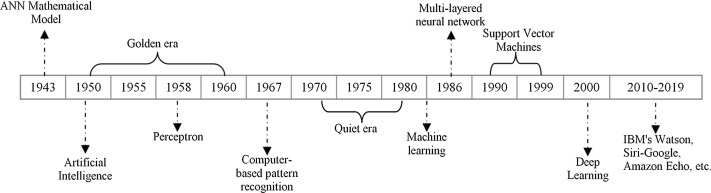 ANN Mathematical
Model
Multi-layered
neural network
Support Vector
Machines
Golden era
1943 1950 1955 1958 1960 1967 1970 1975 1980 1986 1990 1999 2000 2010-2019
Quiet era
Artificial
Intelligence
Perceptron
Computer-
based pattern
recognition
Machine
learning
Deep
Learning
IBM's Watson,
Siri-Google,
Amazon Echo, etc.